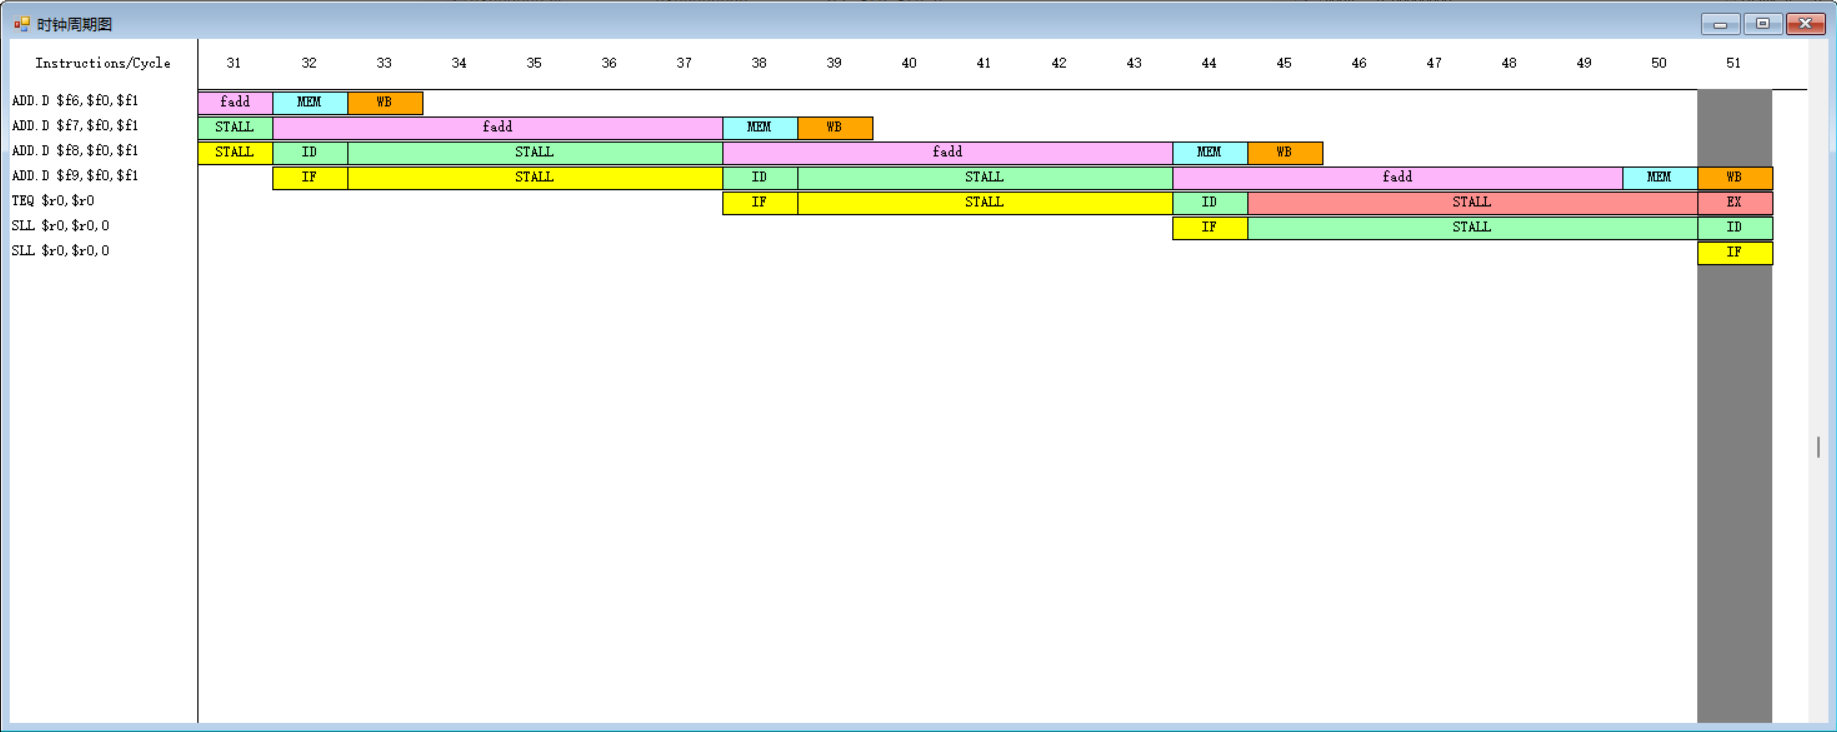 时钟周期图
Instructions/Cycle 31 32 33 34 35 36 37 38 39 40 41 42 43 44 45 46 47 48 49 50 51
ADD.D $f6,$f0,$f1 fadd MEM WB
ADD.D $f7,$f0,$f1 STALL fadd MEM WB
ADD.D $f8,$f0,$f1 STALL ID STALL fadd MEM WB
ADD.D $f9,$f0,$f1 IF STALL ID STALL fadd MEM WB
TEQ $r0,$r0 IF STALL ID STALL EX
SLL $r0,$r0,0 IF STALL ID
SLL $r0,$r0,0 IF